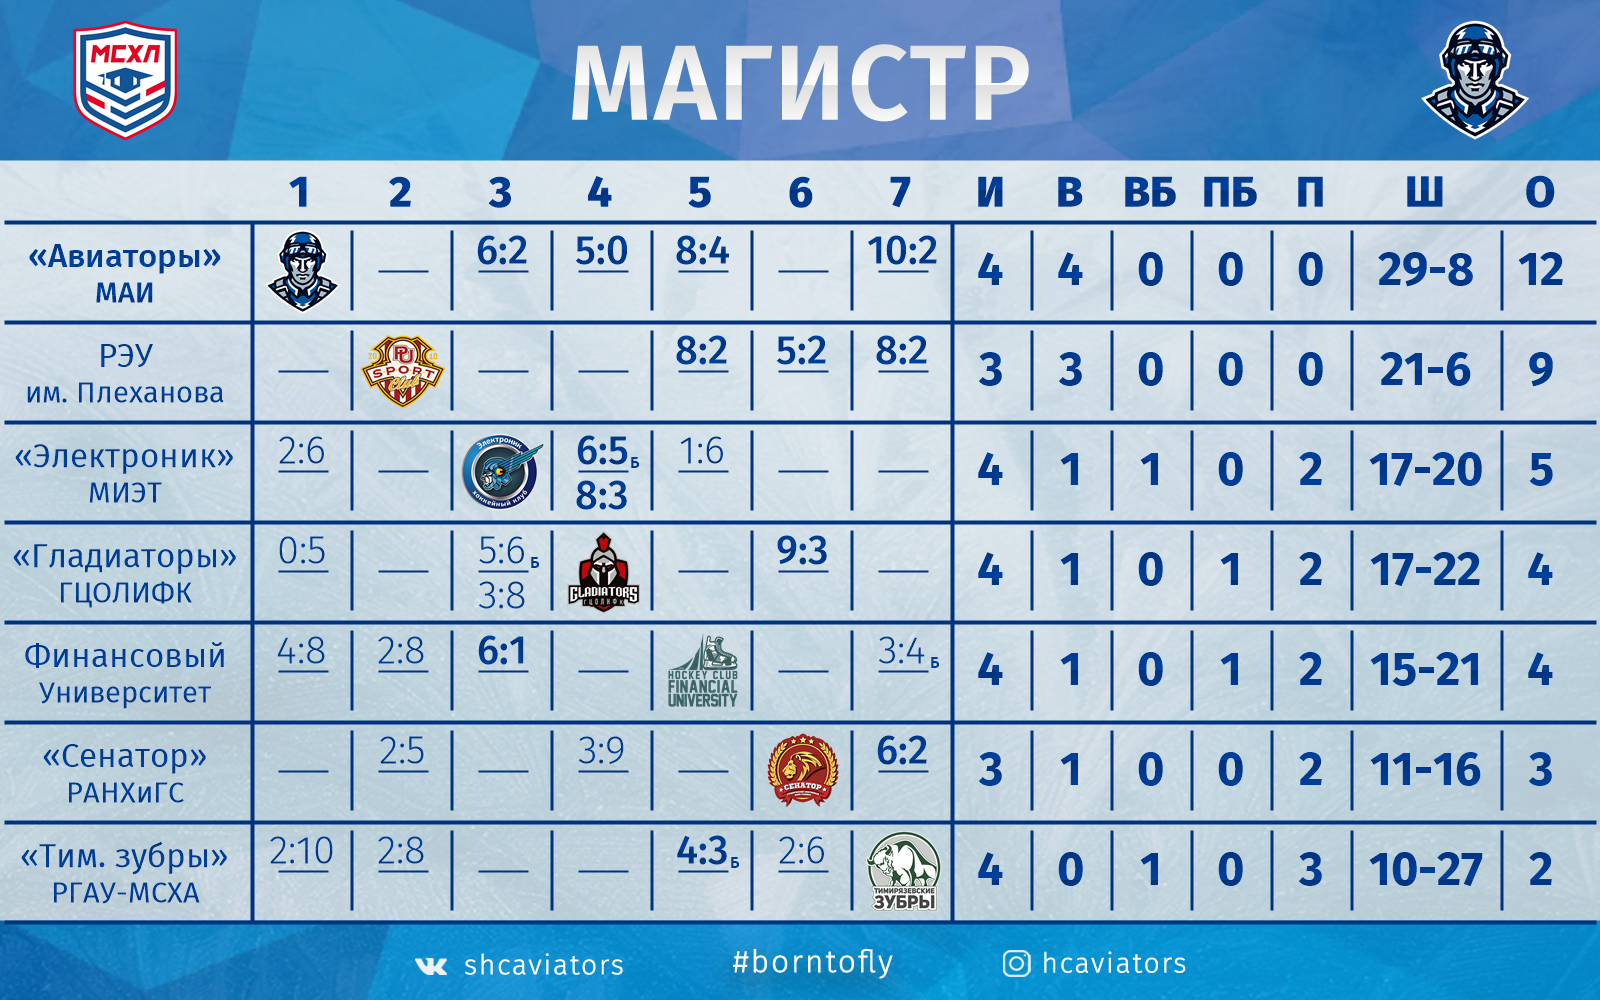 МСХЛ
МАГИСТР
1 2 3 4 5 6 7 И В ВБ ПБ П Ш О
«Авиаторы» МАИ — 6:2 5:0 8:4 — 10:2 4 4 0 0 0 29-8 12
РЭУ им. Плеханова — 20 PU 10 SPORT Club — — 8:2 5:2 8:2 3 3 0 0 0 21-6 9
«Электроник» МИЭТ 2:6 — Электроник хоккейный клуб 6:5Б 8:3 1:6 — — 4 1 1 0 2 17-20 5
«Гладиаторы» ГЦОЛИФК 0:5 — 5:6Б 3:8 GLADIATORS ГЦОЛИФК — 9:3 — 4 1 0 1 2 17-22 4
Финансовый Университет 4:8 2:8 6:1 — HOCKEY CLUB FINANCIAL UNIVERSITY — 3:4Б 4 1 0 1 2 15-21 4
«Сенатор» РАНХиГС — 2:5 — 3:9 — СЕНАТОР 6:2 3 1 0 0 2 11-16 3
«Тим. зубры» РГАУ-МСХА 2:10 2:8 — — 4:3Б 2:6 ТИМИРЯЗЕВСКИЕ ЗУБРЫ 4 0 1 0 3 10-27 2
shcaviators #borntofly hcaviators